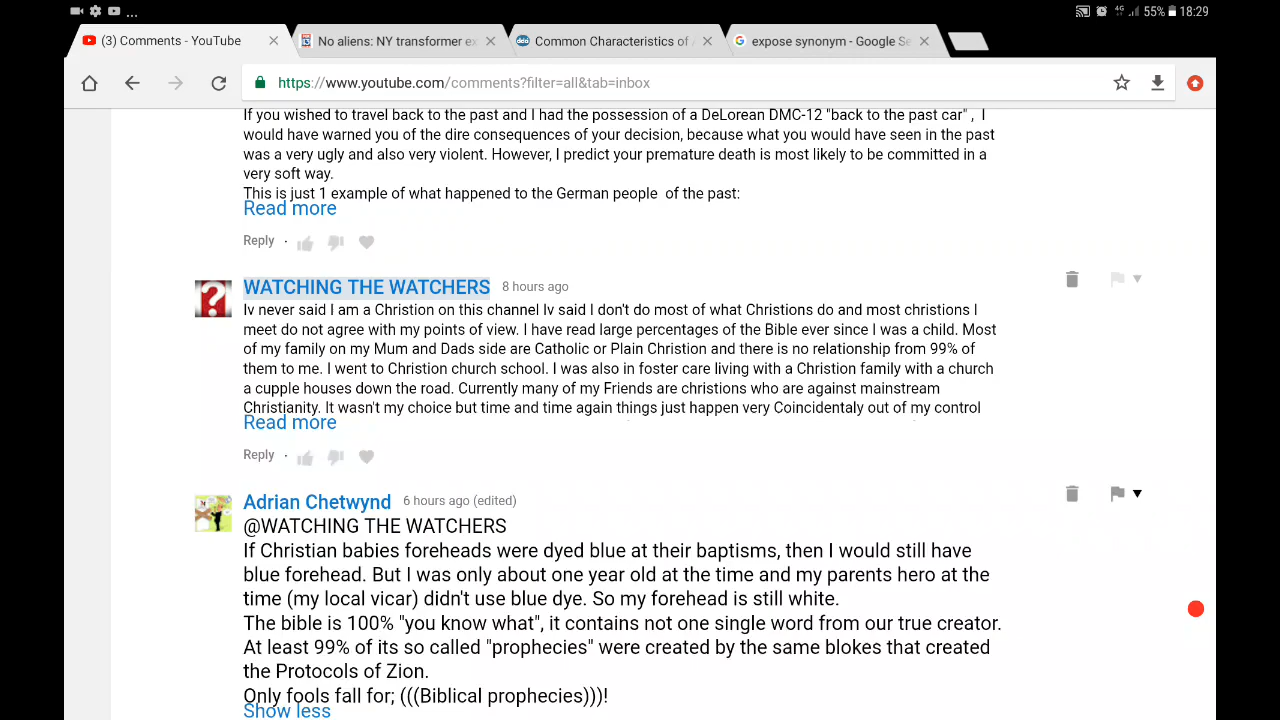 ... 4G 55% 18:29
(3) Comments - YouTube × No aliens: NY transformer ex × Common Characteristics of × expose synonym - Google Se ×
https://www.youtube.com/comments?filter=all&tab=inbox
If you wished to travel back to the past and I had the possession of a DeLorean DMC-12 "back to the past car" , I
would have warned you of the dire consequences of your decision, because what you would have seen in the past
was a very ugly and also very violent. However, I predict your premature death is most likely to be committed in a
very soft way.
This is just 1 example of what happened to the German people of the past:
Read more
Reply ·
WATCHING THE WATCHERS 8 hours ago
Iv never said I am a Christion on this channel Iv said I don't do most of what Christions do and most christions I
meet do not agree with my points of view. I have read large percentages of the Bible ever since I was a child. Most
of my family on my Mum and Dads side are Catholic or Plain Christion and there is no relationship from 99% of
them to me. I went to Christion church school. I was also in foster care living with a Christion family with a church
a cupple houses down the road. Currently many of my Friends are christions who are against mainstream
Christianity. It wasn't my choice but time and time again things just happen very Coincidentaly out of my control
Read more
Reply ·
Adrian Chetwynd 6 hours ago (edited)
@WATCHING THE WATCHERS
If Christian babies foreheads were dyed blue at their baptisms, then I would still have
blue forehead. But I was only about one year old at the time and my parents hero at the
time (my local vicar) didn't use blue dye. So my forehead is still white.
The bible is 100% "you know what", it contains not one single word from our true creator.
At least 99% of its so called "prophecies" were created by the same blokes that created
the Protocols of Zion.
Only fools fall for; (((Biblical prophecies)))!
Show less